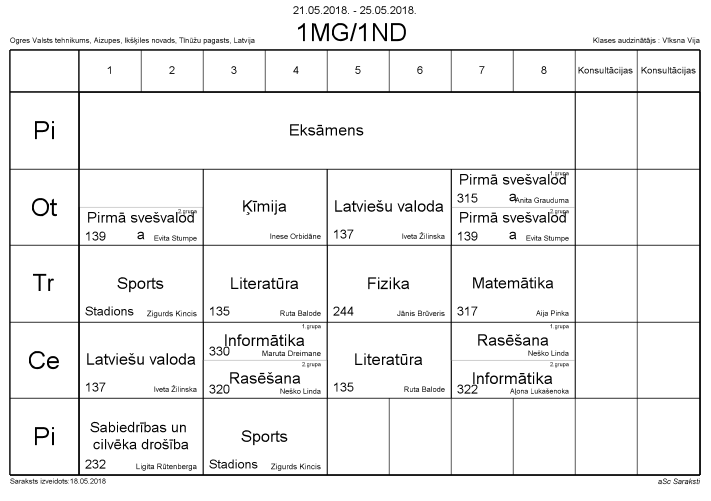 21.05.2018. - 25.05.2018.
Ogres Valsts tehnikums, Aizupes, Ikšķiles novads, Tīnūžu pagasts, Latvija
1MG/1ND
Klases audzinātājs : Vīksna Vija
1 2 3 4 5 6 7 8 Konsultācijas Konsultācijas
Pi
Eksāmens
Ot
2.grupa
Pirmā svešvalod
a
139 Evita Stumpe
Ķīmija
Inese Orbidāne
Latviešu valoda
137 Iveta Žilinska
1.grupa
Pirmā svešvalod
a
315 Anita Grauduma
2.grupa
Pirmā svešvalod
a
139 Evita Stumpe
Tr
Sports
Stadions Zigurds Kincis
Literatūra
135 Ruta Balode
Fizika
244 Jānis Brūveris
Matemātika
317 Aija Pinka
Ce
Latviešu valoda
137 Iveta Žilinska
1.grupa
Informātika
330 Maruta Dreimane
2.grupa
Rasēšana
320 Neško Linda
Literatūra
135 Ruta Balode
1.grupa
Rasēšana
Neško Linda
2.grupa
Informātika
322 Aļona Lukašenoka
Pi
Sabiedrības un
cilvēka drošība
232 Ligita Rūtenberga
Sports
Stadions Zigurds Kincis
Saraksts izveidots:18.05.2018
aSc Saraksti